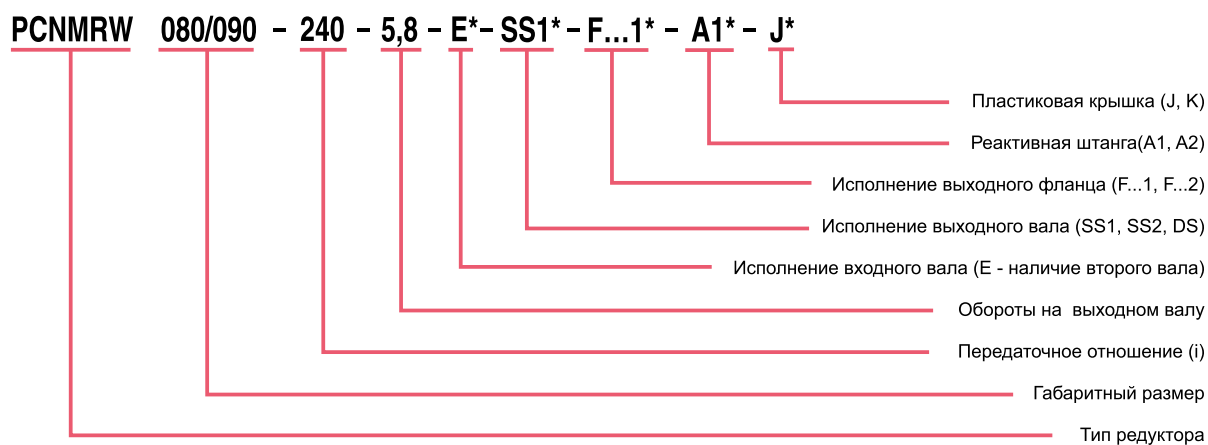 PCNMRW 080/090 - 240 - 5,8 - E* - SS1* - F...1* - A1* - J*
Пластиковая крышка (J, K)
Реактивная штанга(A1, A2)
Исполнение выходного фланца (F...1, F...2)
Исполнение выходного вала (SS1, SS2, DS)
Исполнение входного вала (E - наличие второго вала)
Обороты на выходном валу
Передаточное отношение (i)
Габаритный размер
Тип редуктора